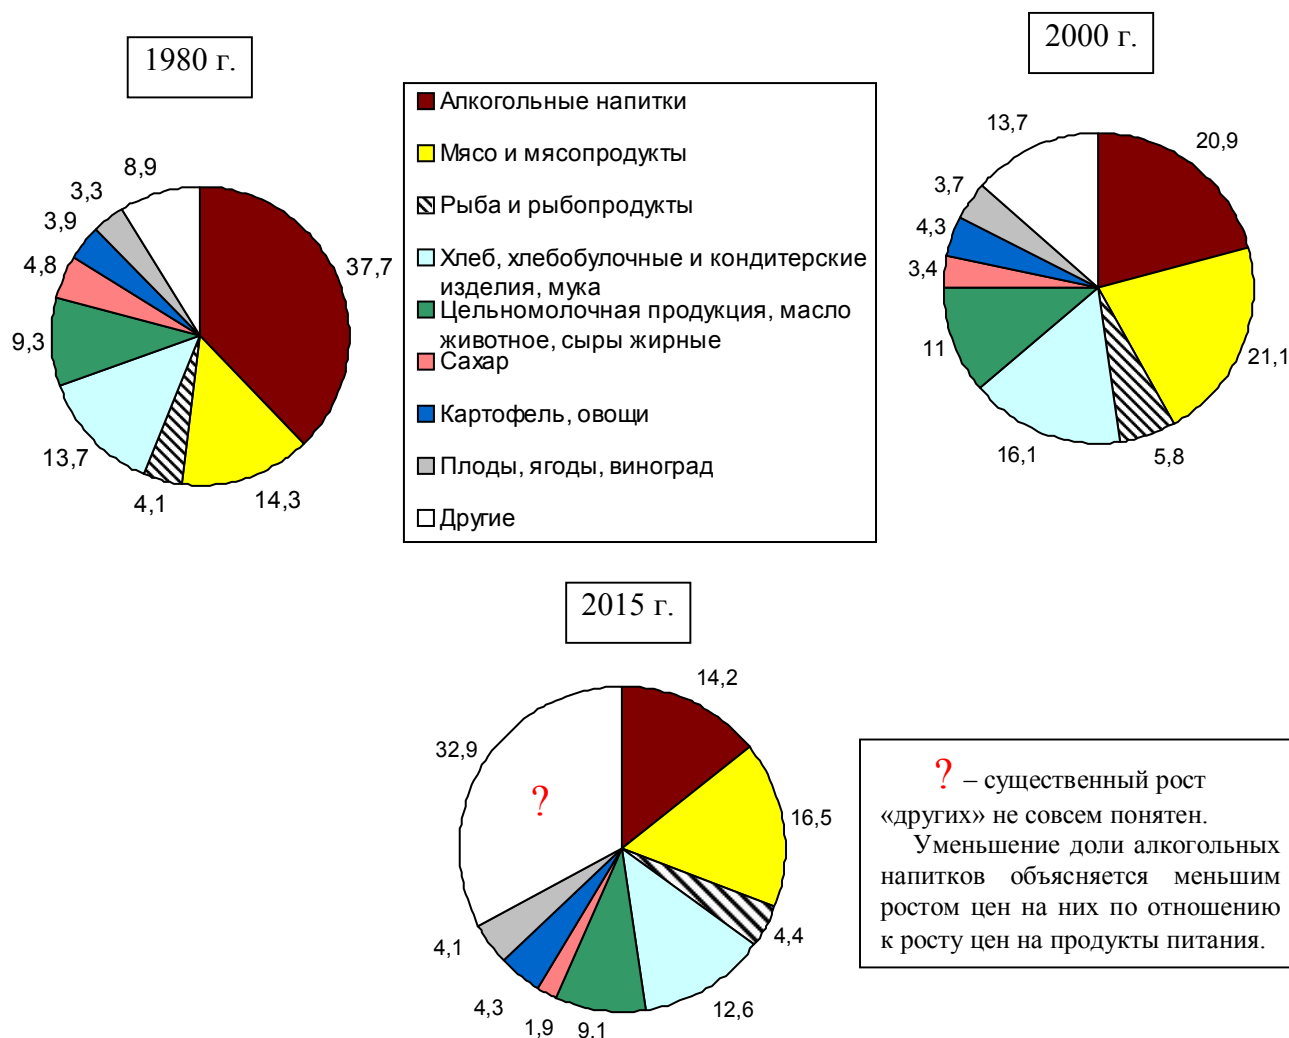 1980 г.
2000 г.
Алкогольные напитки
Мясо и мясопродукты
Рыба и рыбопродукты
Хлеб, хлебобулочные и кондитерские
изделия, мука
Цельномолочная продукция, масло
животное, сыры жирные
Сахар
Картофель, овощи
Плоды, ягоды, виноград
Другие
37,7
14,3
4,1
13,7
9,3
4,8
3,9
3,3
8,9
20,9
21,1
5,8
16,1
11
3,4
4,3
3,7
13,7
2015 г.
14,2
16,5
4,4
12,6
9,1
1,9
4,3
4,1
32,9
?
? – существенный рост
«других» не совсем понятен.
Уменьшение доли алкогольных
напитков объясняется меньшим
ростом цен на них по отношению
к росту цен на продукты питания.